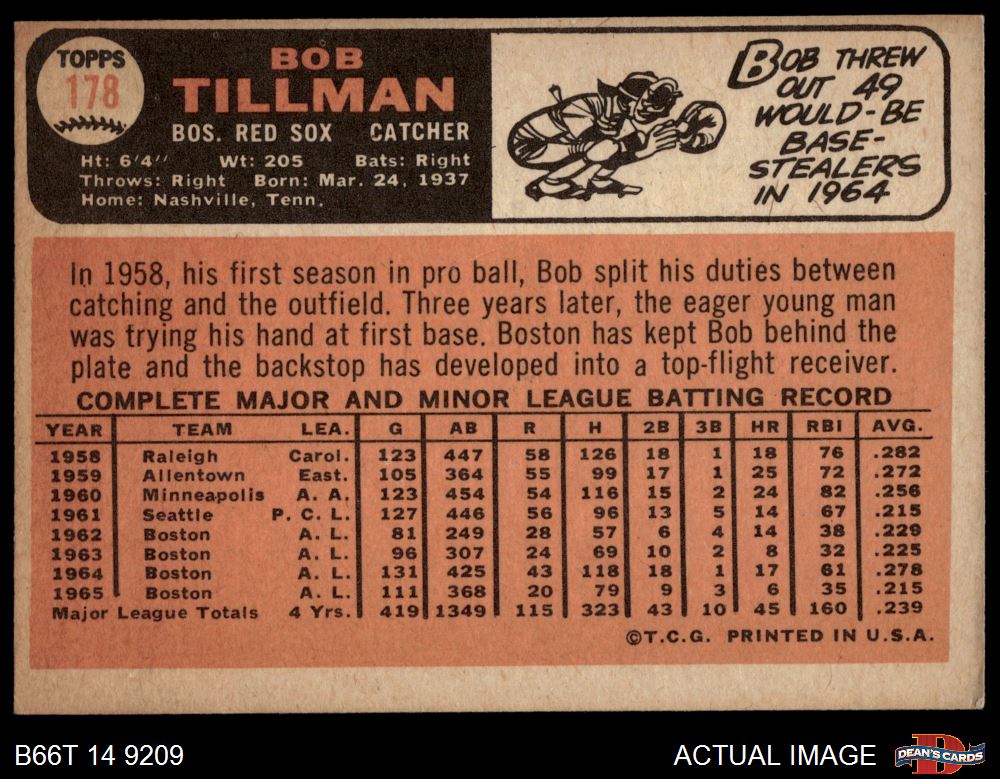 TOPPS
178
BOB
TILLMAN
BOS. RED SOX CATCHER
Ht: 6'4" Wt: 205 Bats: Right
Throws: Right Born: Mar. 24, 1937
Home: Nashville, Tenn.
BOB THREW
OUT 49
WOULD-BE
BASE-
STEALERS
IN 1964
In 1958, his first season in pro ball, Bob split his duties between
catching and the outfield. Three years later, the eager young man
was trying his hand at first base. Boston has kept Bob behind the
plate and the backstop has developed into a top-flight receiver.
COMPLETE MAJOR AND MINOR LEAGUE BATTING RECORD
YEAR TEAM LEA. G AB R H 2B 3B HR RBI AVG.
1958 Raleigh Carol. 123 447 58 126 18 1 18 76 .282
1959 Allentown East. 105 364 55 99 17 1 25 72 .272
1960 Minneapolis A. A. 123 454 54 116 15 2 24 82 .256
1961 Seattle P. C. L. 127 446 56 96 13 5 14 67 .215
1962 Boston A. L. 81 249 28 57 6 4 14 38 .229
1963 Boston A. L. 96 307 24 69 10 2 8 32 .225
1964 Boston A. L. 131 425 43 118 18 1 17 61 .278
1965 Boston A. L. 111 368 20 79 9 3 6 35 .215
Major League Totals 4 Yrs. 419 1349 115 323 43 10 45 160 .239
©T.C.G. PRINTED IN U.S.A.
B66T 14 9209
ACTUAL IMAGE
DEAN'S CARDS